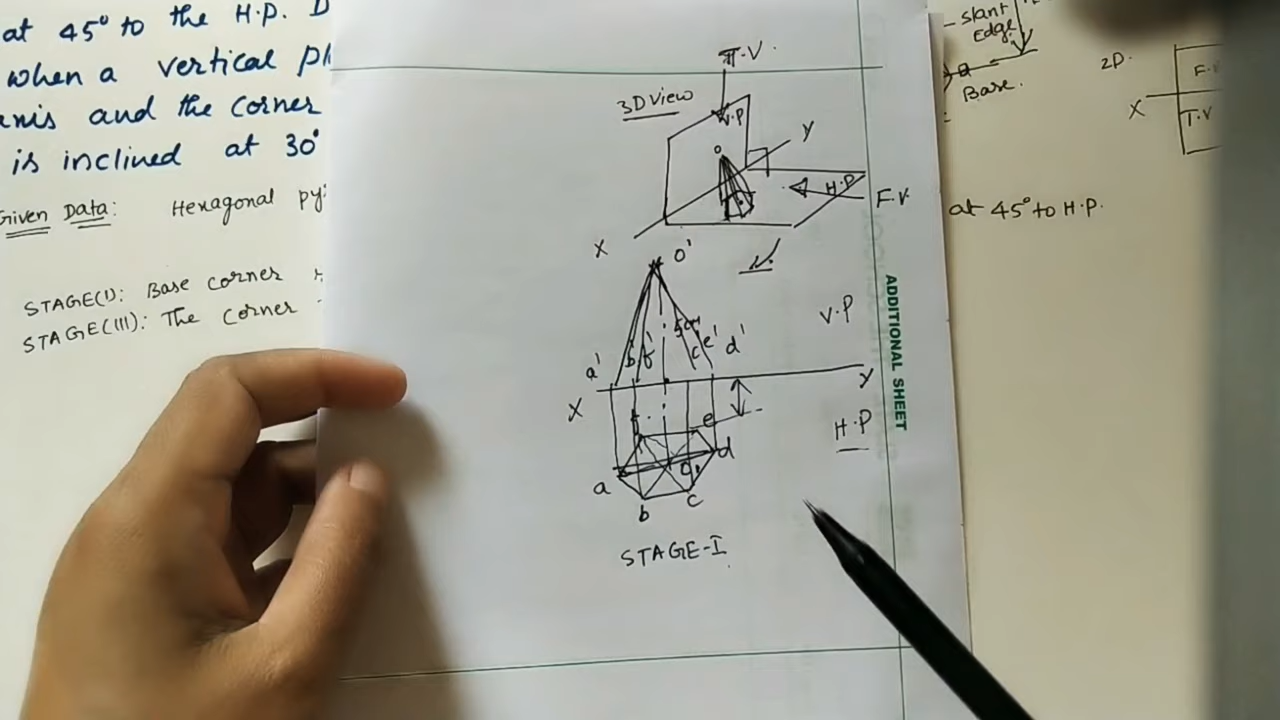 at 45° to the H.P. D
when a vertical pl
axis and the corner
is inclined at 30°
Given Data: Hexagonal py
STAGE(I): Base corner
STAGE(III): The corner
T.V
3D view
V.P
Y
O
H.P
F.V
X
O'
V.P
5cm
a' b' f' c' e' d'
X Y
H.P
f e
a O d
b c
STAGE-I
ADDITIONAL SHEET
slant
Edge
a
Base.
2D.
F.
X
T.V
at 45° to H.P.